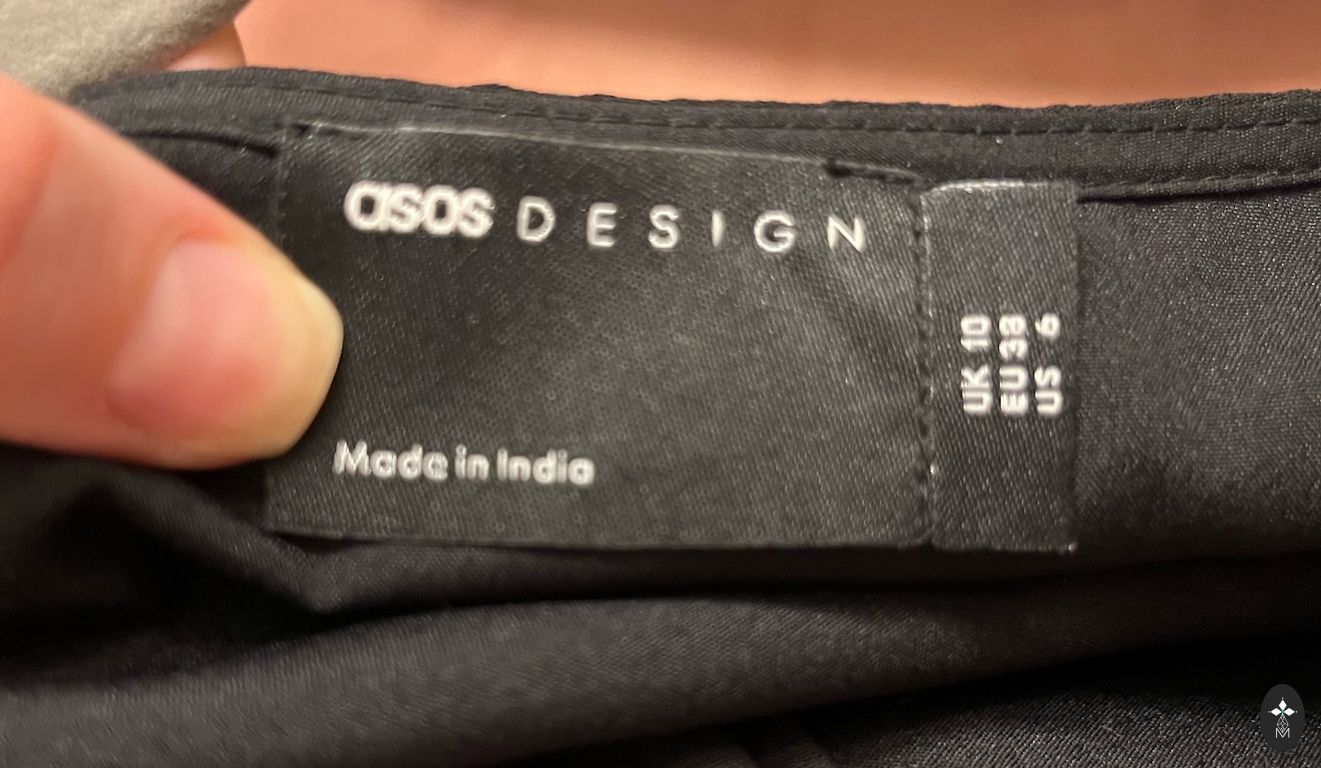 asos DESIGN
Made in India
UK 10
EU 38
US 6
M